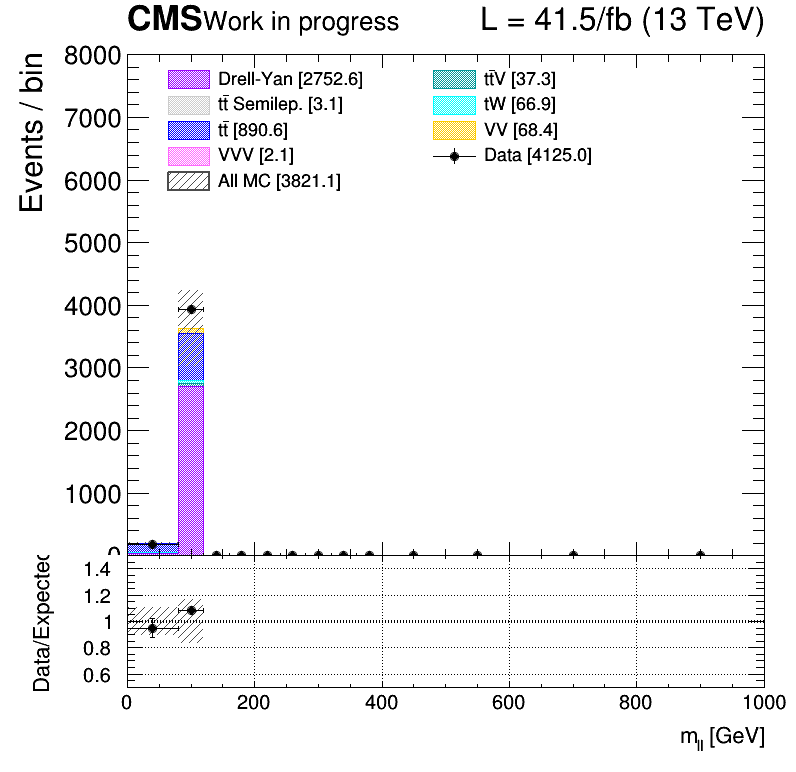 CMS Work in progress L = 41.5/fb (13 TeV)
Events / bin
8000
7000
6000
5000
4000
3000
2000
1000
0
Drell-Yan [2752.6]
tt̄ Semilep. [3.1]
tt̄ [890.6]
VVV [2.1]
All MC [3821.1]
tt̄V [37.3]
tW [66.9]
VV [68.4]
Data [4125.0]
Data/Expected
1.4
1.2
1
0.8
0.6
0 200 400 600 800 1000
m_ll [GeV]